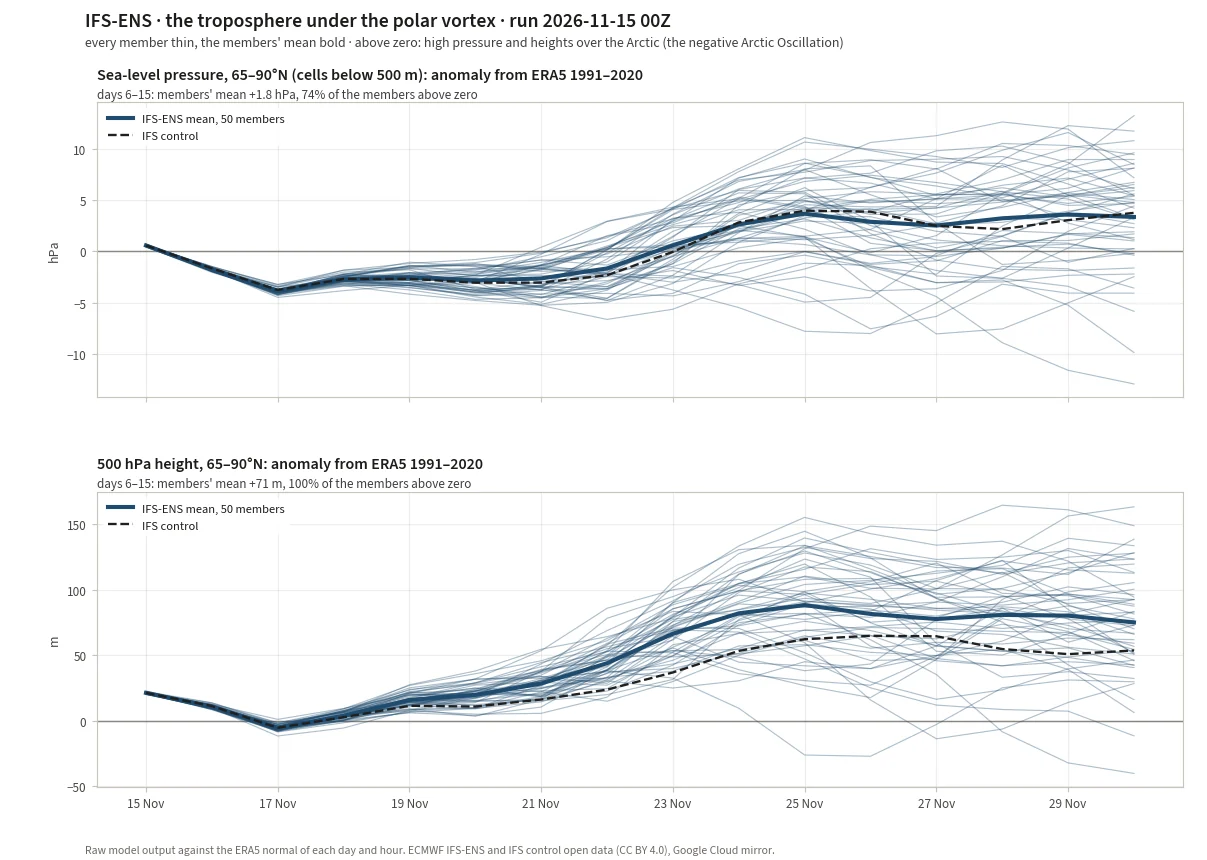 IFS-ENS · the troposphere under the polar vortex · run 2026-11-15 00Z
every member thin, the members' mean bold · above zero: high pressure and heights over the Arctic (the negative Arctic Oscillation)
Sea-level pressure, 65–90°N (cells below 500 m): anomaly from ERA5 1991–2020
days 6–15: members' mean +1.8 hPa, 74% of the members above zero
IFS-ENS mean, 50 members
IFS control
10
5
0
−5
−10
hPa
500 hPa height, 65–90°N: anomaly from ERA5 1991–2020
days 6–15: members' mean +71 m, 100% of the members above zero
IFS-ENS mean, 50 members
IFS control
150
100
50
0
−50
m
15 Nov 17 Nov 19 Nov 21 Nov 23 Nov 25 Nov 27 Nov 29 Nov
Raw model output against the ERA5 normal of each day and hour. ECMWF IFS-ENS and IFS control open data (CC BY 4.0), Google Cloud mirror.